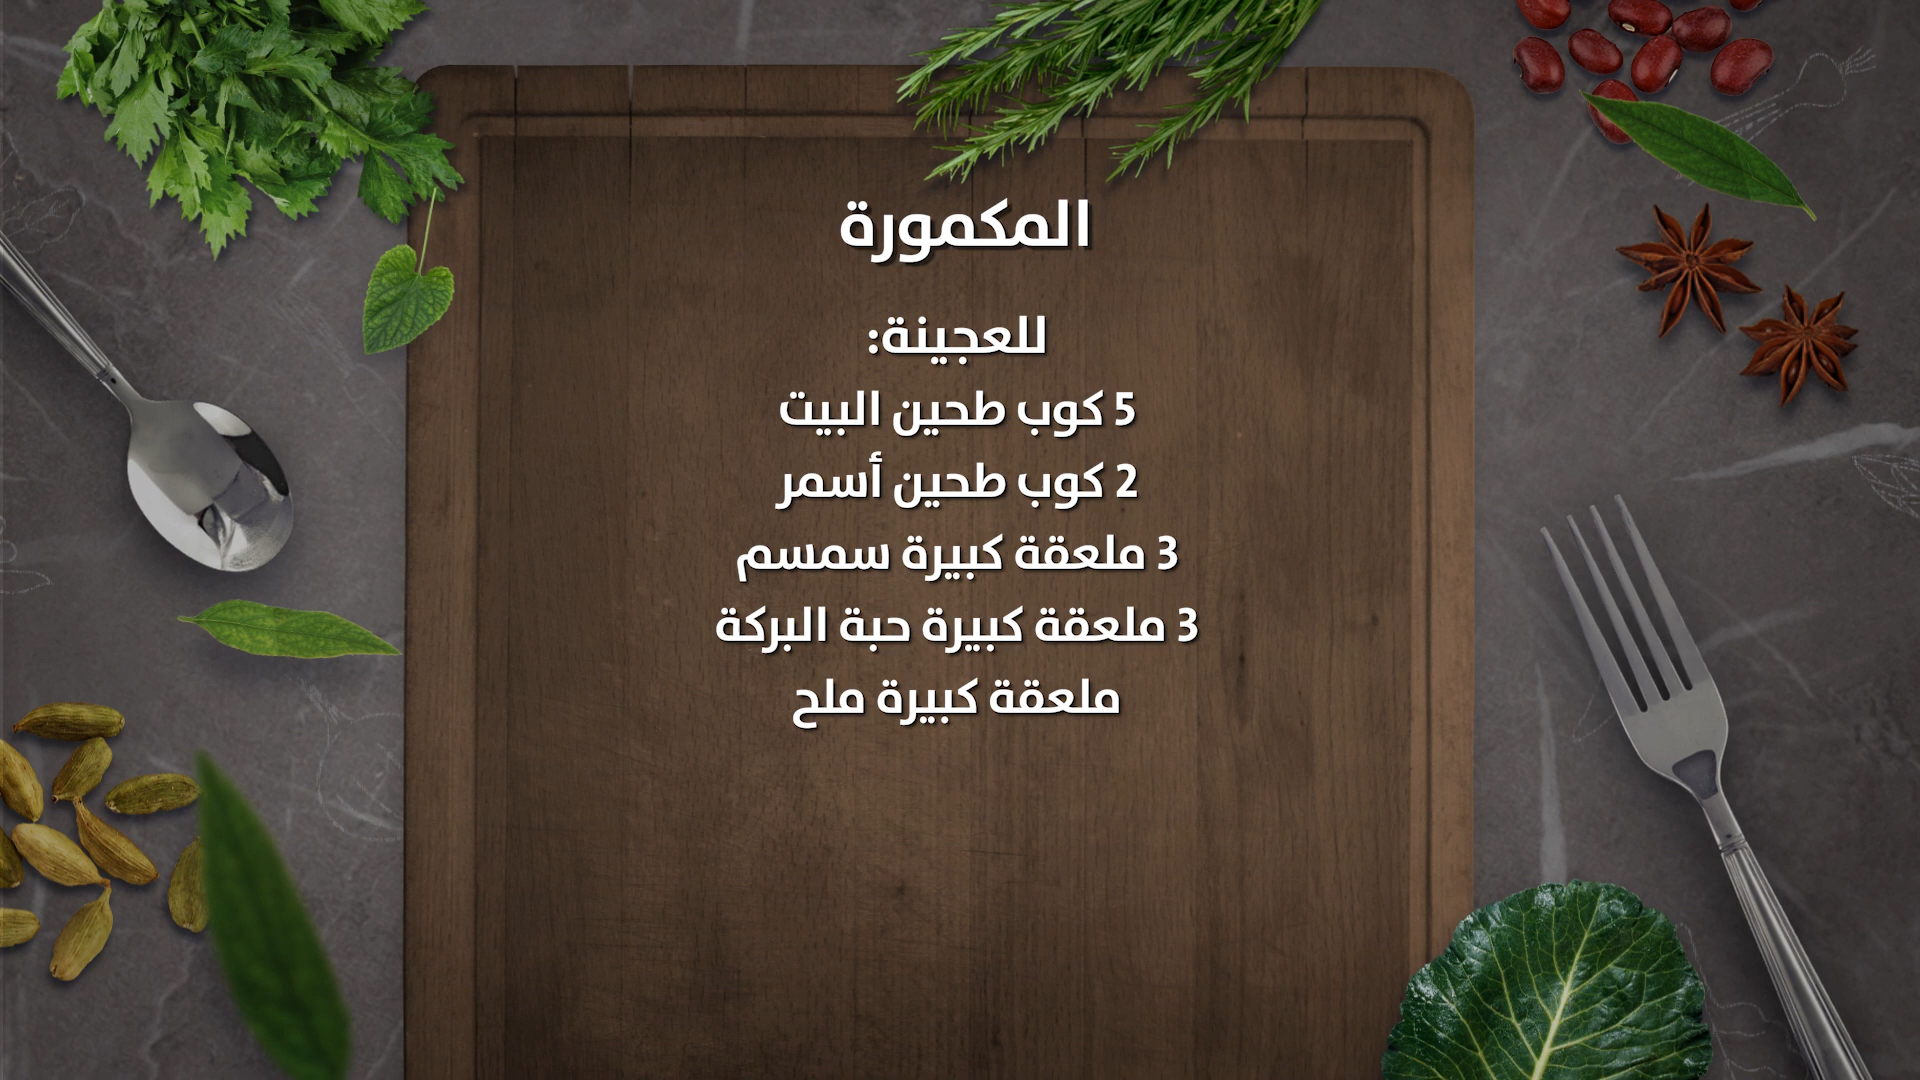 المكمورة
للعجينة:
5 كوب طحين البيت
2 كوب طحين أسمر
3 ملعقة كبيرة سمسم
3 ملعقة كبيرة حبة البركة
ملعقة كبيرة ملح